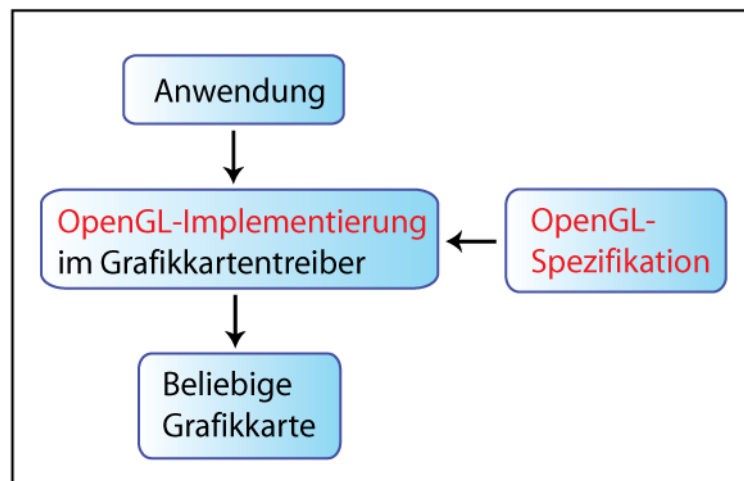 Anwendung
OpenGL-Implementierung
im Grafikkartentreiber
OpenGL-
Spezifikation
Beliebige
Grafikkarte